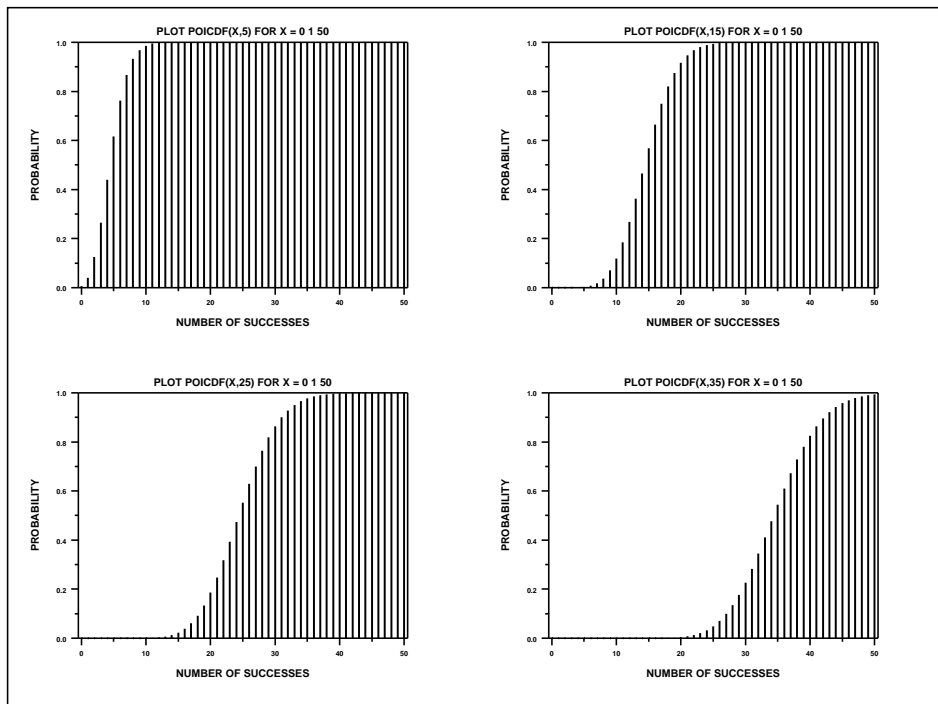 PLOT POICDF(X,5) FOR X = 0 1 50
1.0
0.8
0.6
0.4
0.2
0.0
PROBABILITY
0 10 20 30 40 50
NUMBER OF SUCCESSES
PLOT POICDF(X,15) FOR X = 0 1 50
1.0
0.8
0.6
0.4
0.2
0.0
PROBABILITY
0 10 20 30 40 50
NUMBER OF SUCCESSES
PLOT POICDF(X,25) FOR X = 0 1 50
1.0
0.8
0.6
0.4
0.2
0.0
PROBABILITY
0 10 20 30 40 50
NUMBER OF SUCCESSES
PLOT POICDF(X,35) FOR X = 0 1 50
1.0
0.8
0.6
0.4
0.2
0.0
PROBABILITY
0 10 20 30 40 50
NUMBER OF SUCCESSES